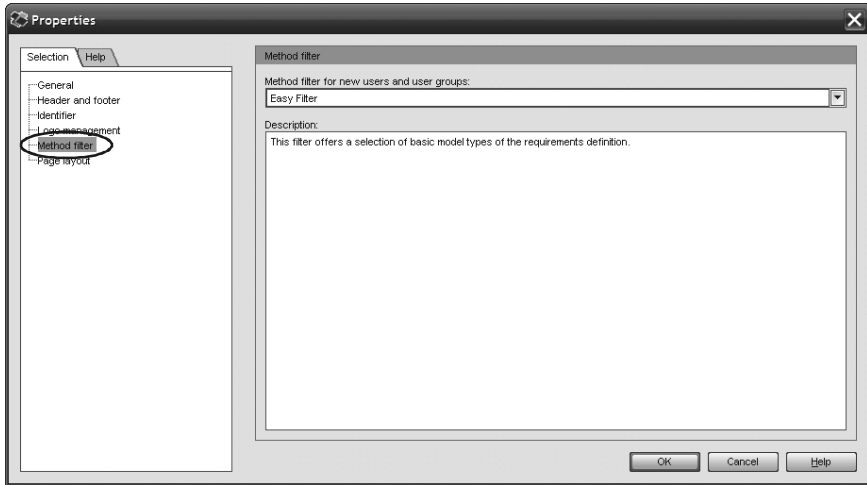 Properties
Selection
Help
General
Header and footer
Identifier
Logo management
Method filter
Page layout
Method filter
Method filter for new users and user groups:
Easy Filter
Description:
This filter offers a selection of basic model types of the requirements definition.
OK
Cancel
Help